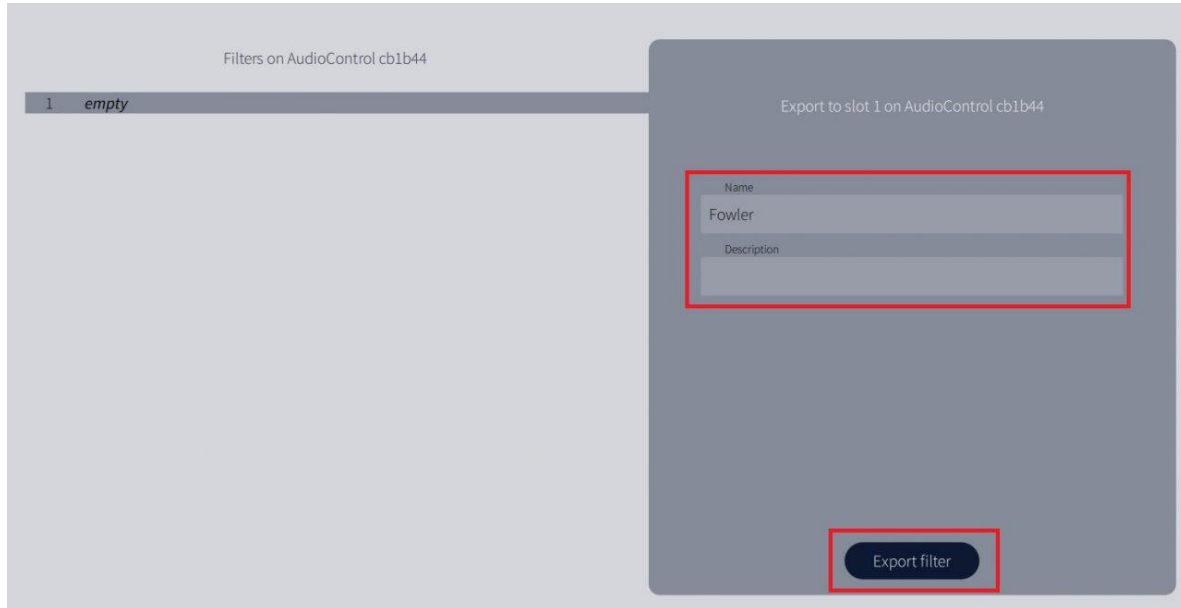 Filters on AudioControl cb1b44
1 empty
Export to slot 1 on AudioControl cb1b44
Name
Fowler
Description
Export filter